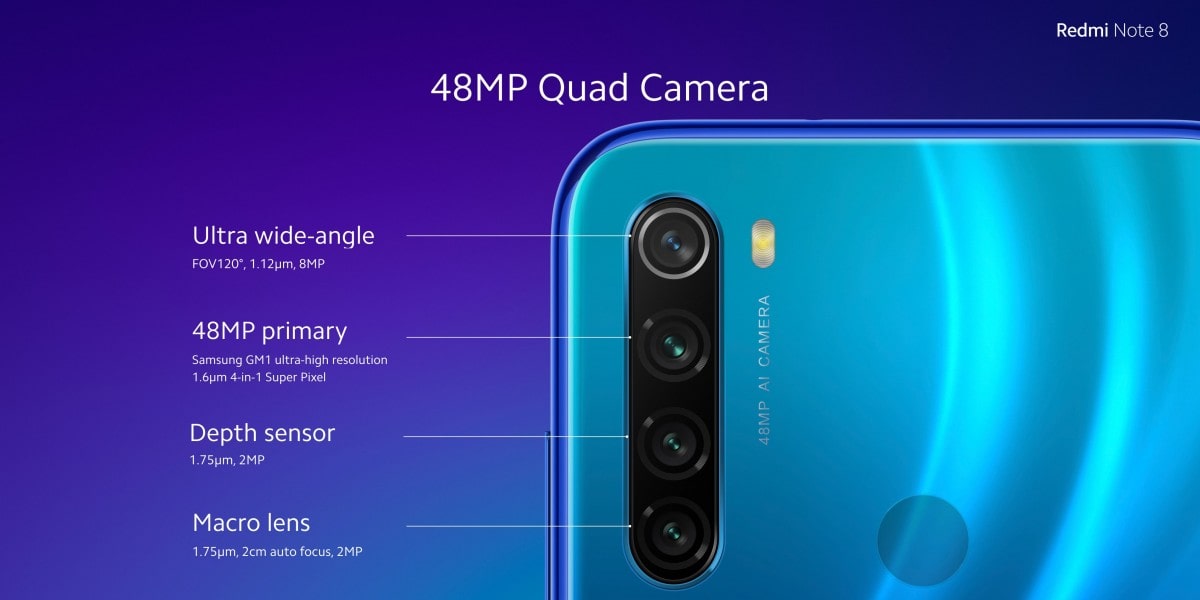 Redmi Note 8
48MP Quad Camera
Ultra wide-angle
FOV120°, 1.12μm, 8MP
48MP primary
Samsung GM1 ultra-high resolution
1.6μm 4-in-1 Super Pixel
Depth sensor
1.75μm, 2MP
Macro lens
1.75μm, 2cm auto focus, 2MP
48MP AI CAMERA